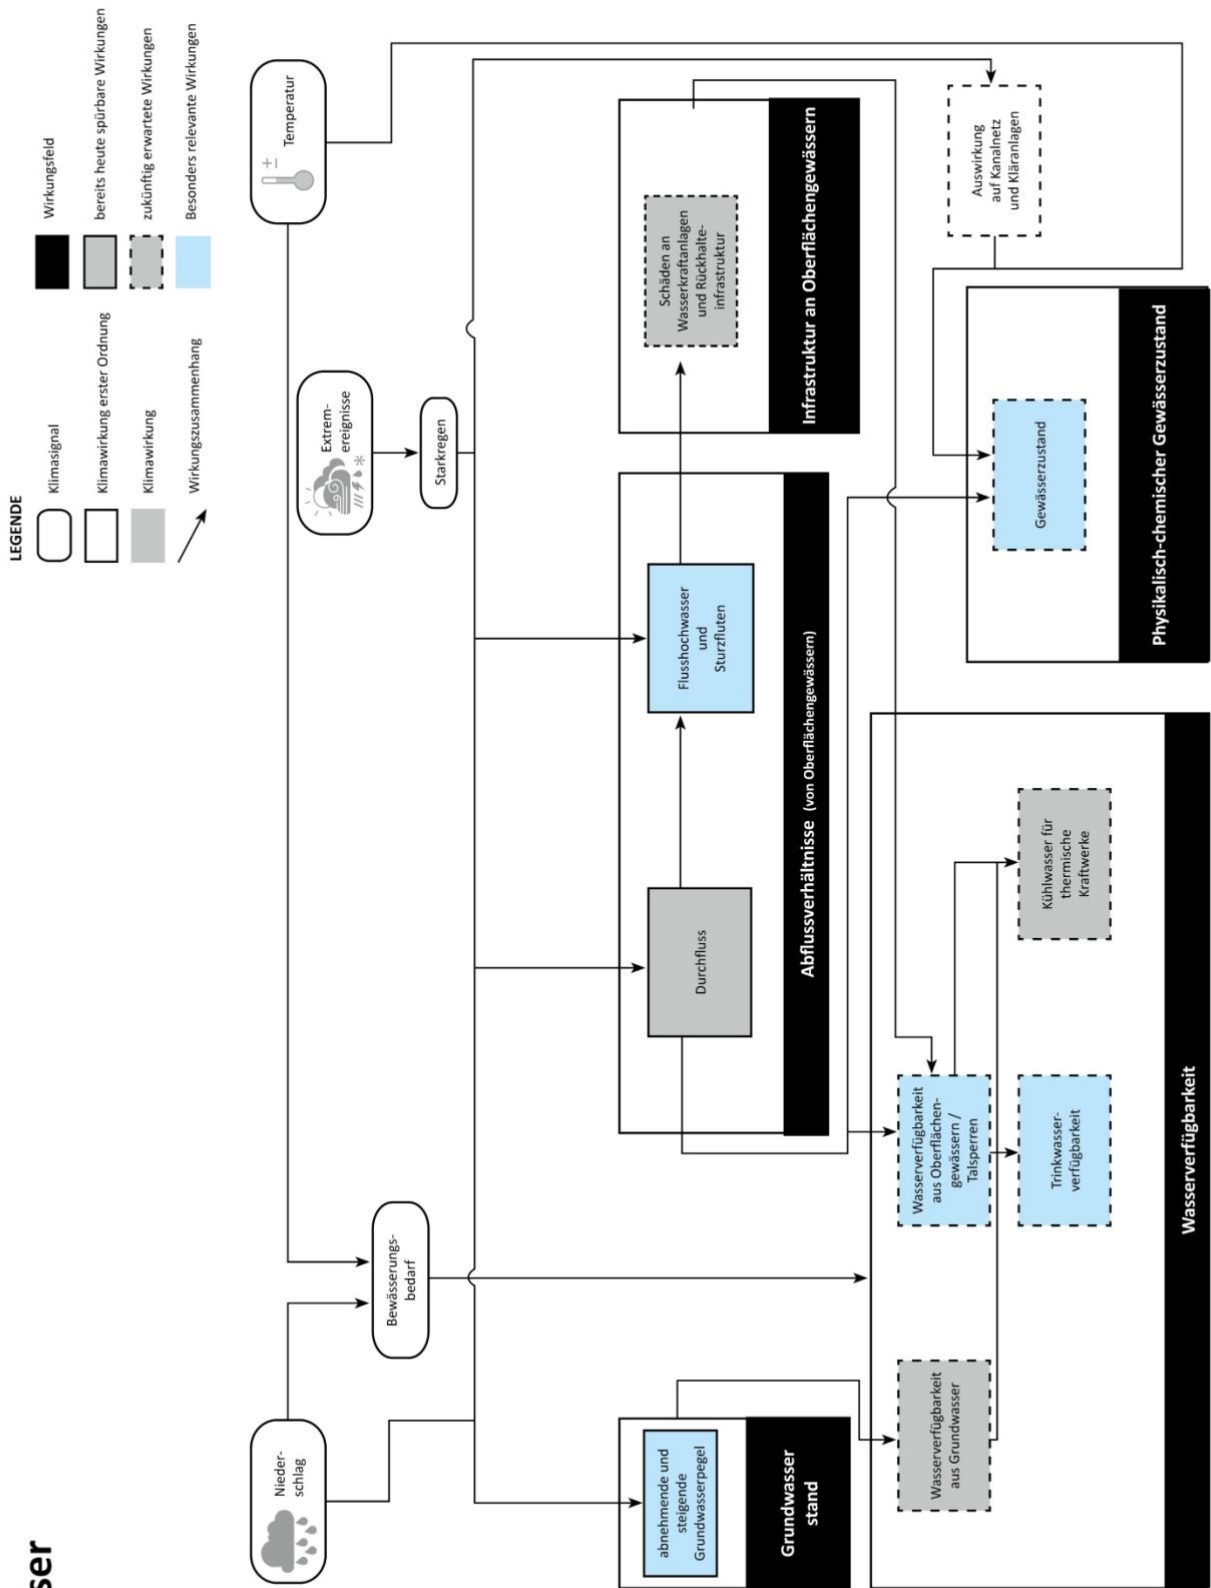 ser
LEGENDE
Klimasignal
Klimawirkung erster Ordnung
Klimawirkung
Wirkungszusammenhang
Wirkungsfeld
bereits heute spürbare Wirkungen
zukünftig erwartete Wirkungen
Besonders relevante Wirkungen
Nieder-
schlag
Extrem-
ereignisse
Temperatur
Bewässerungs-
bedarf
Starkregen
abnehmende und
steigende
Grundwasserpegel
Grundwasser
stand
Durchfluss
Flusshochwasser
und
Sturzfluten
Abflussverhältnisse (von Oberflächengewässern)
Schäden an
Wasserkraftanlagen
und Rückhalte-
infrastruktur
Infrastruktur an Oberflächengewässern
Wasserverfügbarkeit
aus Grundwasser
Wasserverfügbarkeit
aus Oberflächen-
gewässern /
Talsperren
Trinkwasser-
verfügbarkeit
Kühlwasser für
thermische
Kraftwerke
Wasserverfügbarkeit
Auswirkung
auf Kanalnetz
und Kläranlagen
Gewässerzustand
Physikalisch-chemischer Gewässerzustand